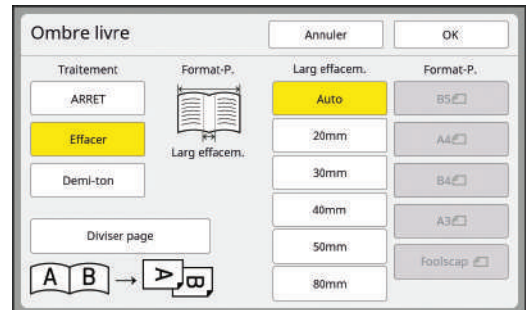 Ombre livre
Annuler
OK
Traitement
Format-P.
Larg effacem.
Format-P.
ARRET
Effacer
Demi-ton
Larg effacem.
Auto
20mm
30mm
40mm
50mm
80mm
B5
A4
B4
A3
Foolscap
Diviser page
A B → A B